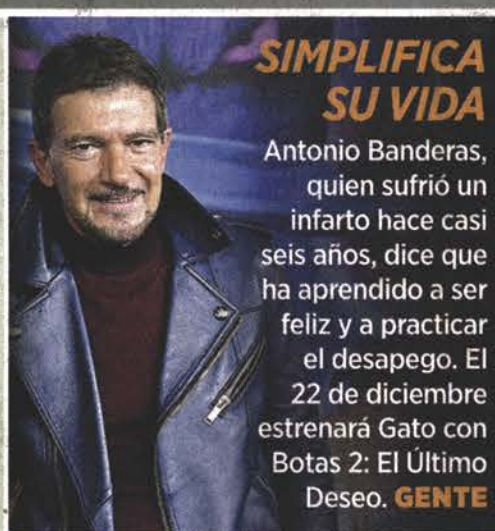 SIMPLIFICA
SU VIDA
Antonio Banderas,
quien sufrió un
infarto hace casi
seis años, dice que
ha aprendido a ser
feliz y a practicar
el desapego. El
22 de diciembre
estrenará Gato con
Botas 2: El Último
Deseo. GENTE